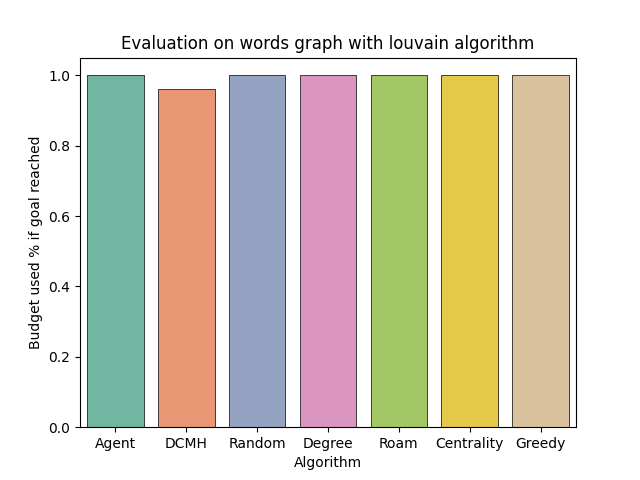 Evaluation on words graph with louvain algorithm
Budget used % if goal reached
1.0
0.8
0.6
0.4
0.2
0.0
Agent DCMH Random Degree Roam Centrality Greedy
Algorithm